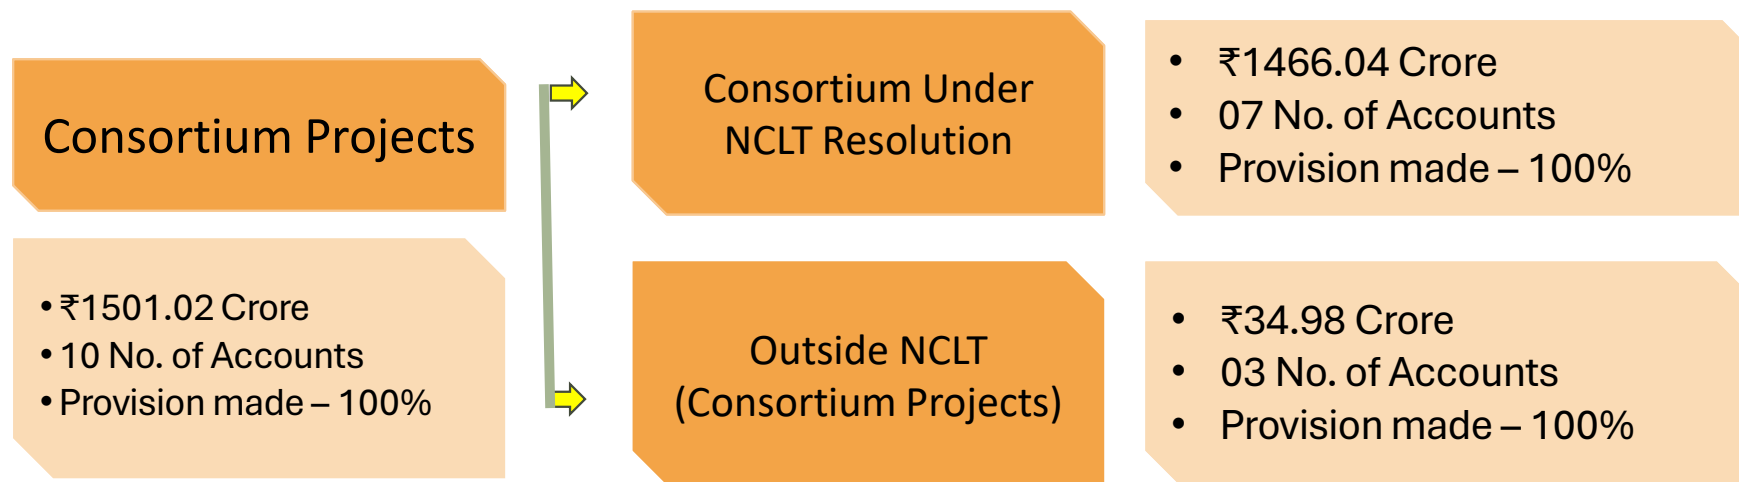 Consortium Projects
• ₹1501.02 Crore
• 10 No. of Accounts
• Provision made – 100%
Consortium Under
NCLT Resolution
• ₹1466.04 Crore
• 07 No. of Accounts
• Provision made – 100%
Outside NCLT
(Consortium Projects)
• ₹34.98 Crore
• 03 No. of Accounts
• Provision made – 100%